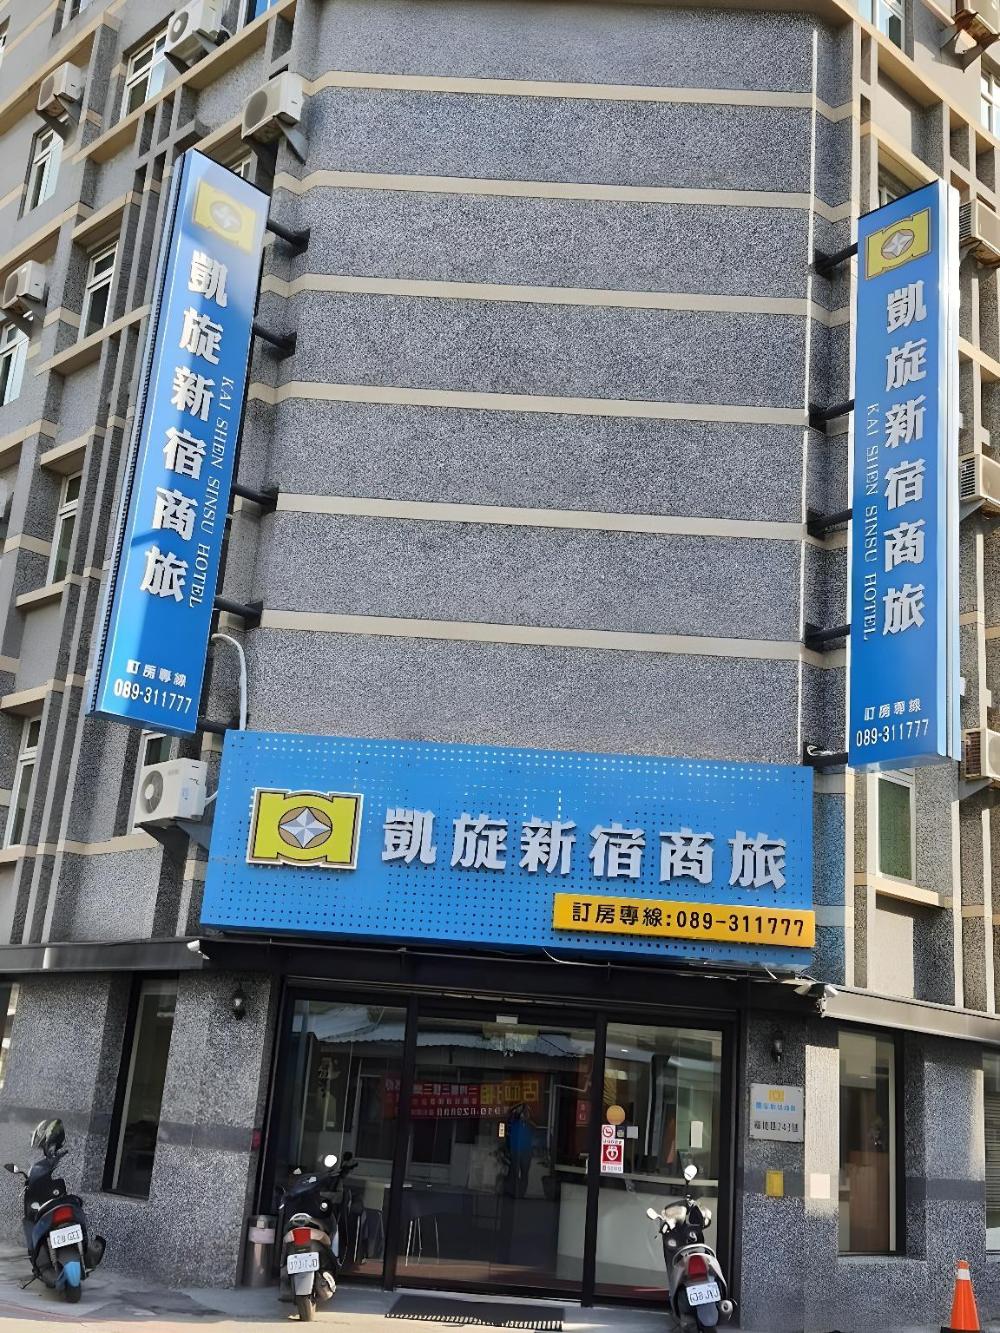 凱旋新宿商旅
KAI SHEN SINSU HOTEL
訂房專線
089-311777
凱旋新宿商旅
KAI SHEN SINSU HOTEL
訂房專線
089-311777
凱旋新宿商旅
訂房專線:089-311777